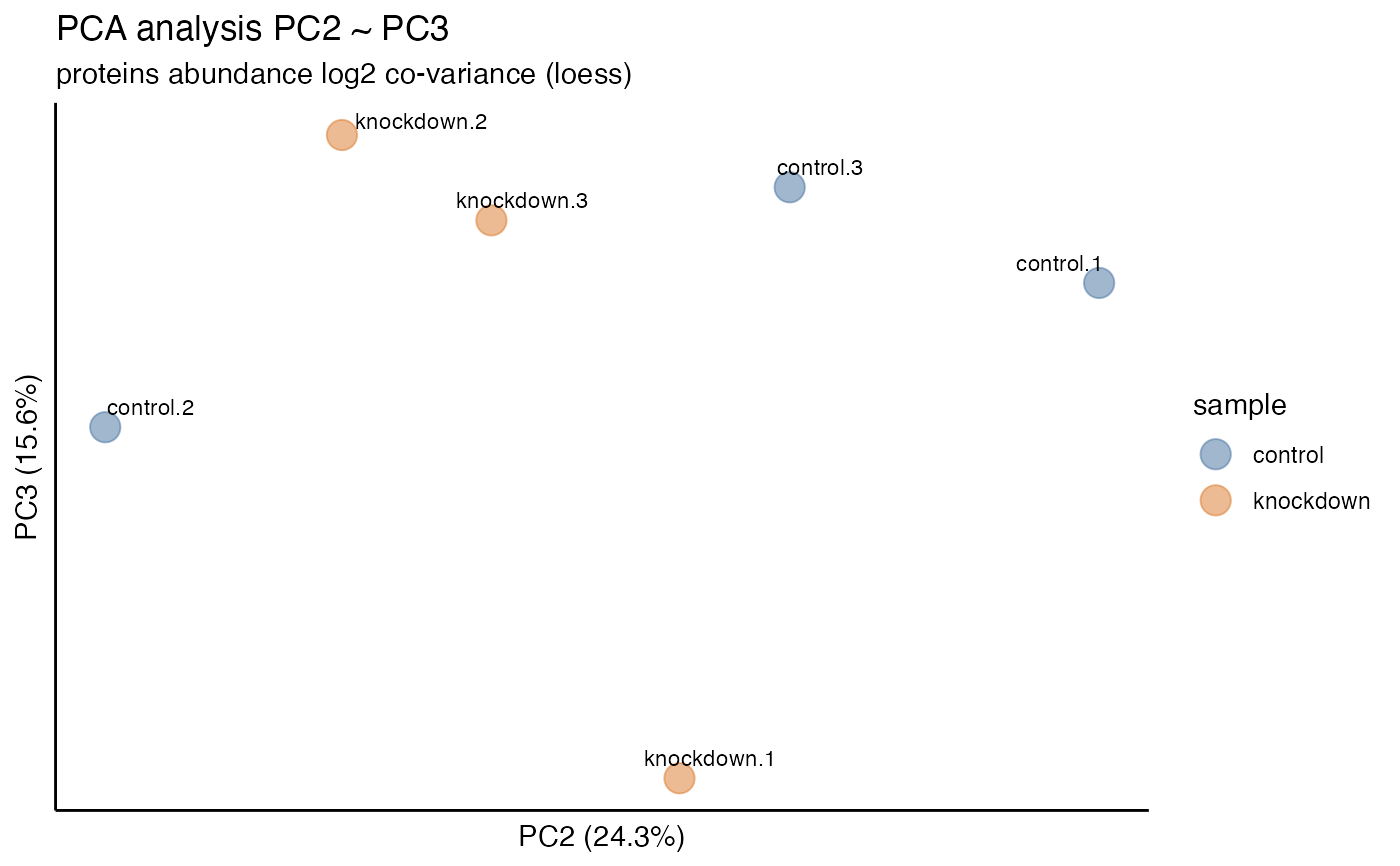 PCA analysis PC2 ~ PC3
proteins abundance log2 co-variance (loess)
knockdown.2
control.3
knockdown.3
control.1
control.2
knockdown.1
PC3 (15.6%)
PC2 (24.3%)
sample
control
knockdown